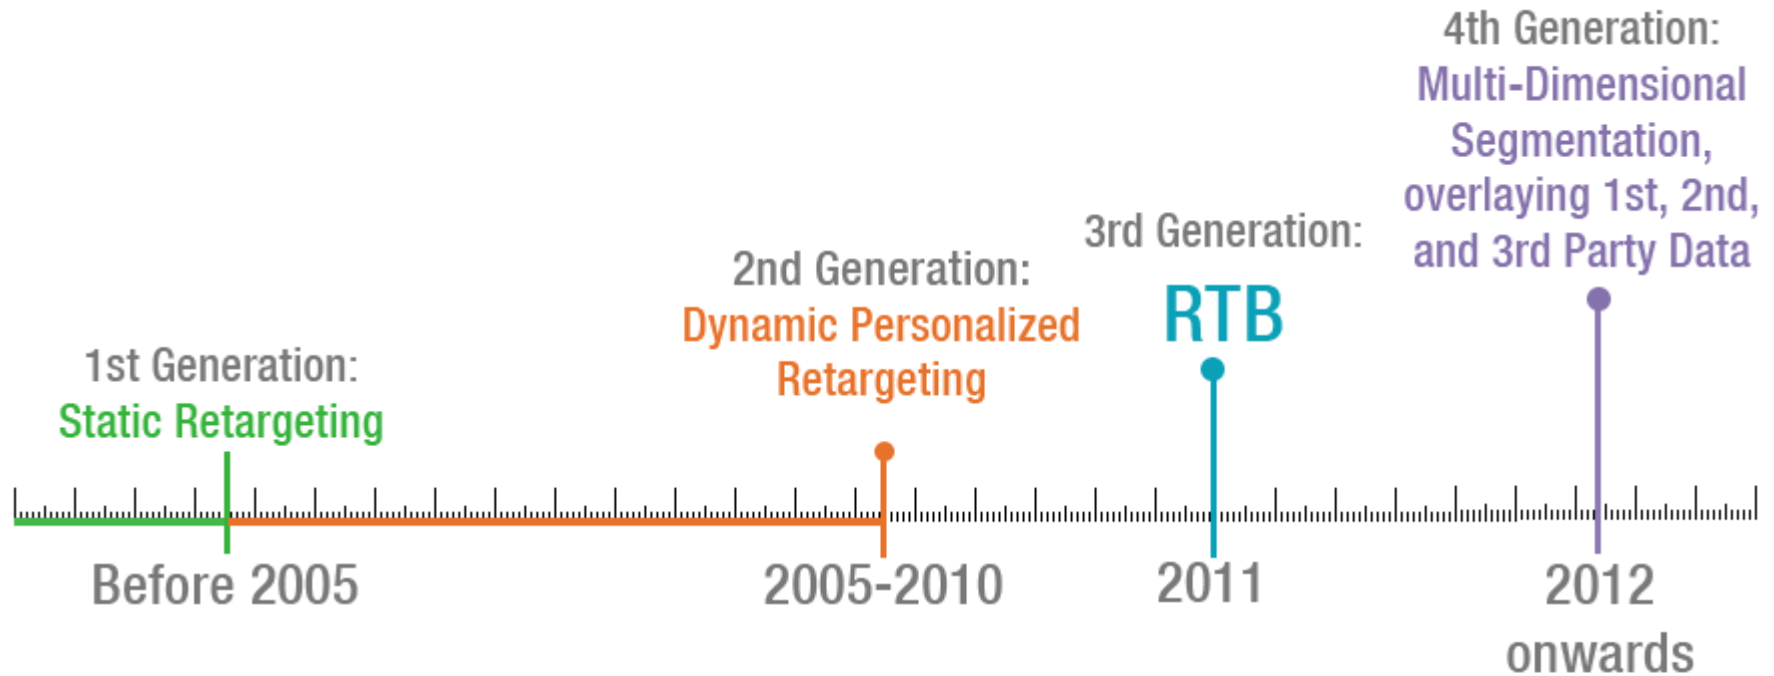 1st Generation:
Static Retargeting
Before 2005
2nd Generation:
Dynamic Personalized
Retargeting
2005-2010
3rd Generation:
RTB
2011
4th Generation:
Multi-Dimensional
Segmentation,
overlaying 1st, 2nd,
and 3rd Party Data
2012
onwards